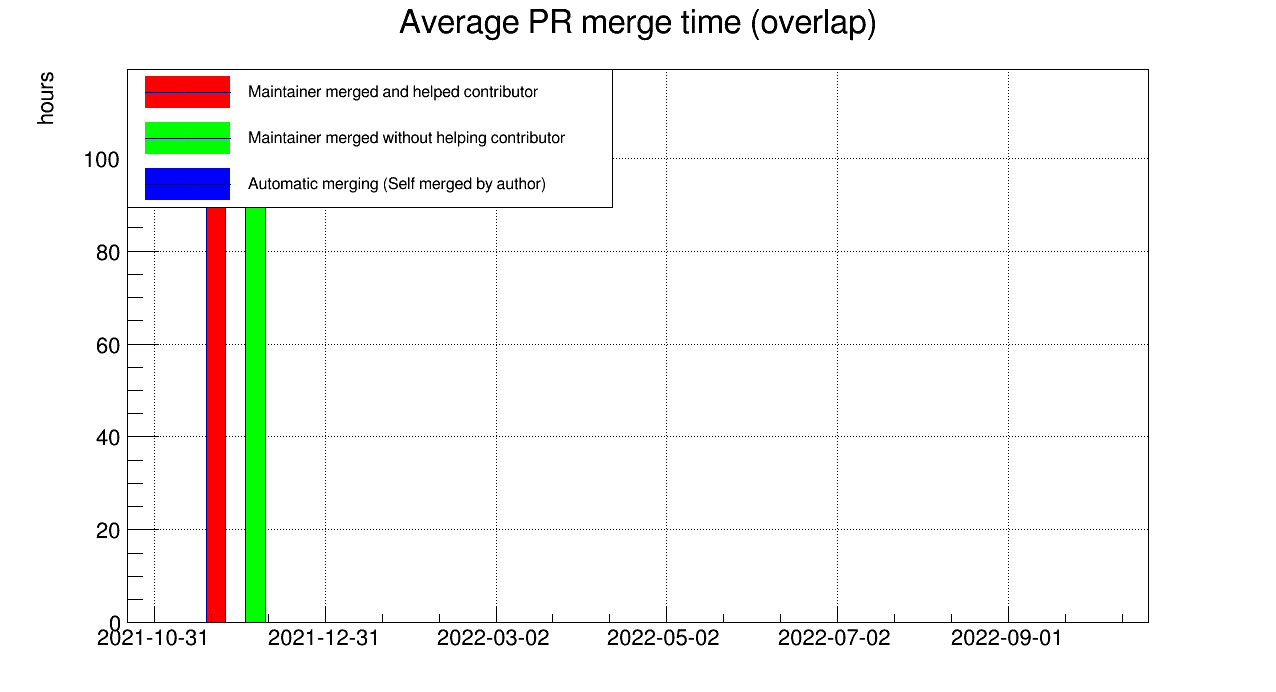 Average PR merge time (overlap)
hours
Maintainer merged and helped contributor
Maintainer merged without helping contributor
Automatic merging (Self merged by author)
100
80
60
40
20
0
2021-10-31 2021-12-31 2022-03-02 2022-05-02 2022-07-02 2022-09-01